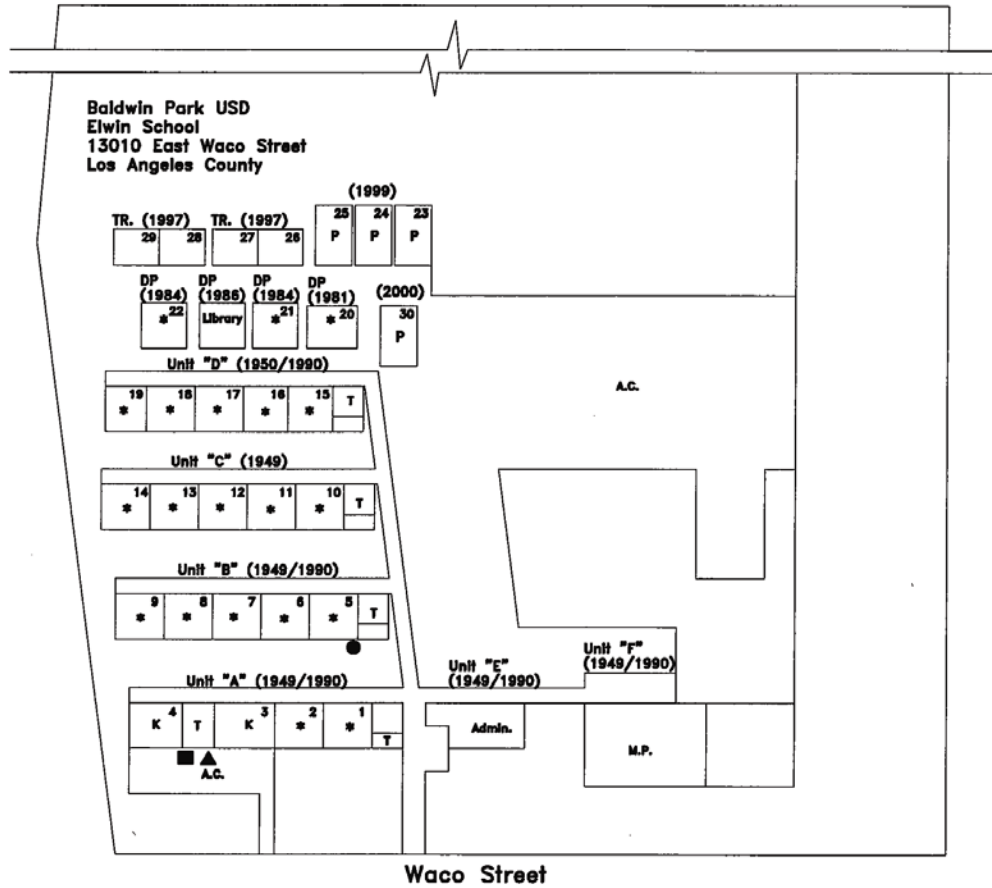 Baldwin Park USD
Elwin School
13010 East Waco Street
Los Angeles County
(1999)
25 24 23
P P P
TR. (1997) TR. (1997)
29 28 27 26
DP DP DP DP
(1984) (1986) (1984) (1981) (2000)
*22 Library *21 *20 30
P
Unit "D" (1950/1990)
19 18 17 16 15 T
* * * * *
A.C.
Unit "C" (1949)
14 13 12 11 10 T
* * * * *
Unit "B" (1949/1990)
9 8 7 6 5 T
* * * * *
Unit "A" (1949/1990)
Unit "E"
(1949/1990)
Unit "F"
(1949/1990)
4 3 2 1
K T K * * T
Admin.
M.P.
A.C.
Waco Street